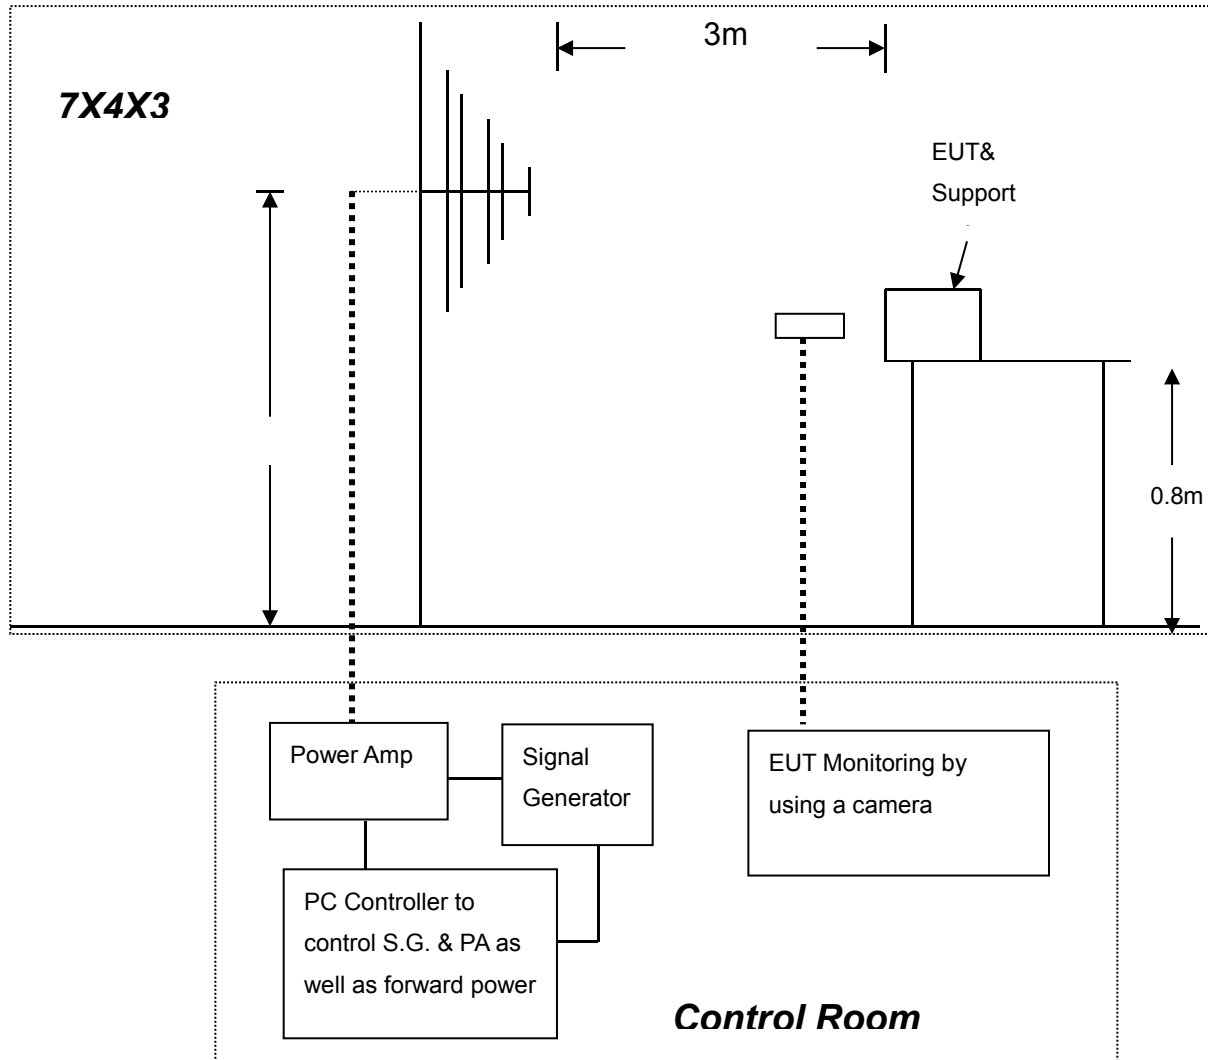 3m
7X4X3
EUT&
Support
0.8m
Power Amp
Signal
Generator
EUT Monitoring by
using a camera
PC Controller to
control S.G. & PA as
well as forward power
Control Room